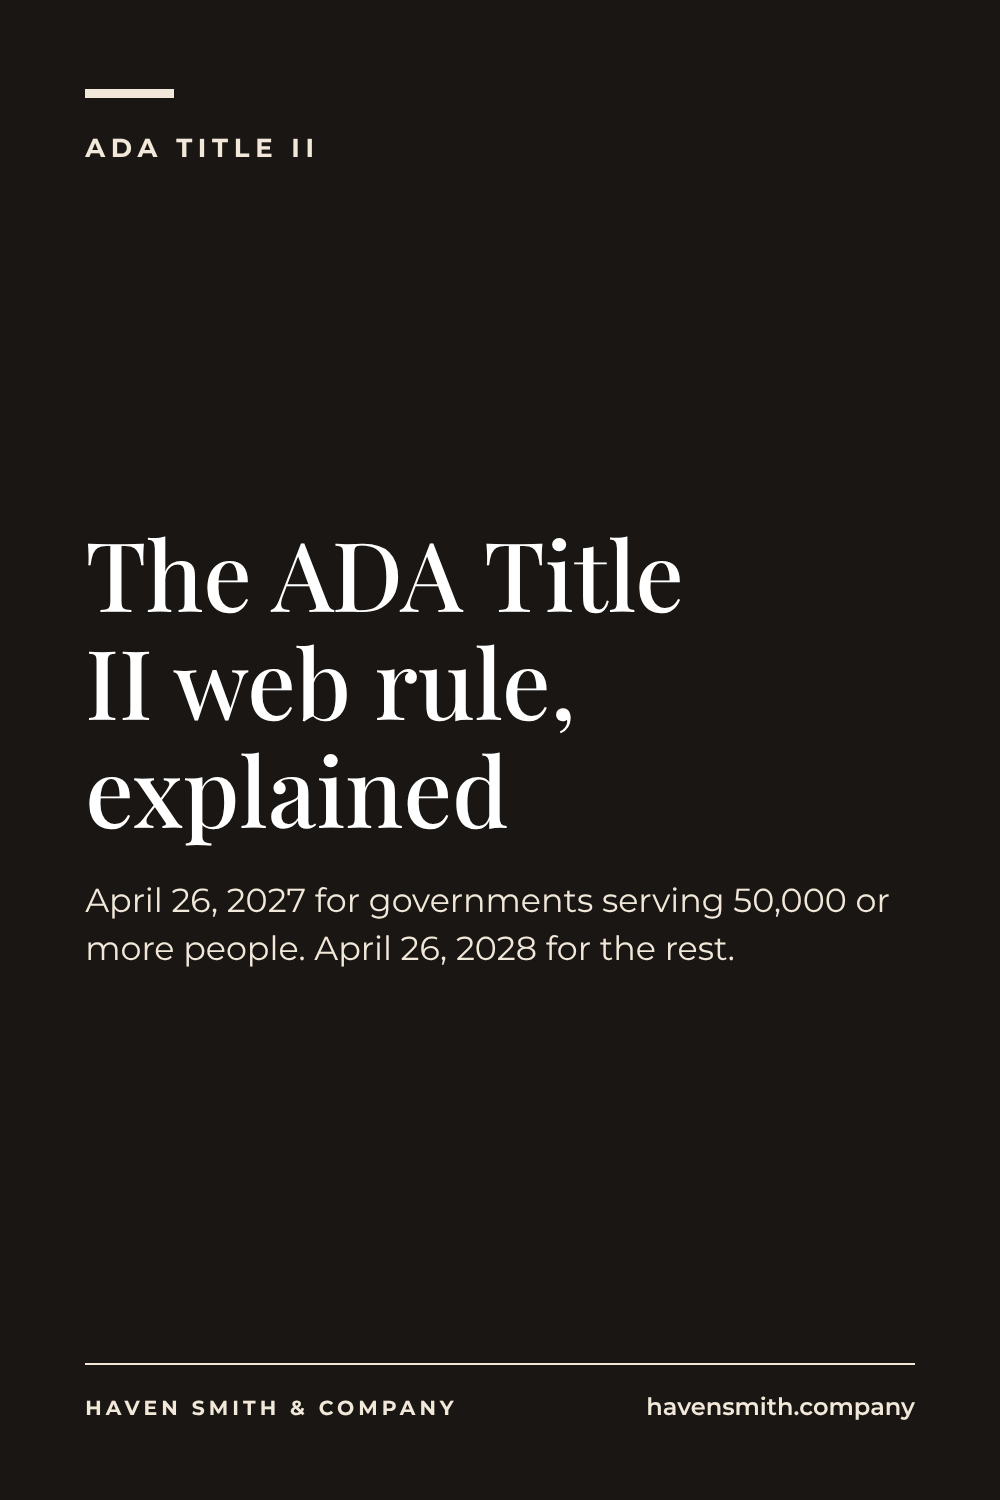 ADA TITLE II
The ADA Title
II web rule,
explained
April 26, 2027 for governments serving 50,000 or
more people. April 26, 2028 for the rest.
HAVEN SMITH & COMPANY
havensmith.company